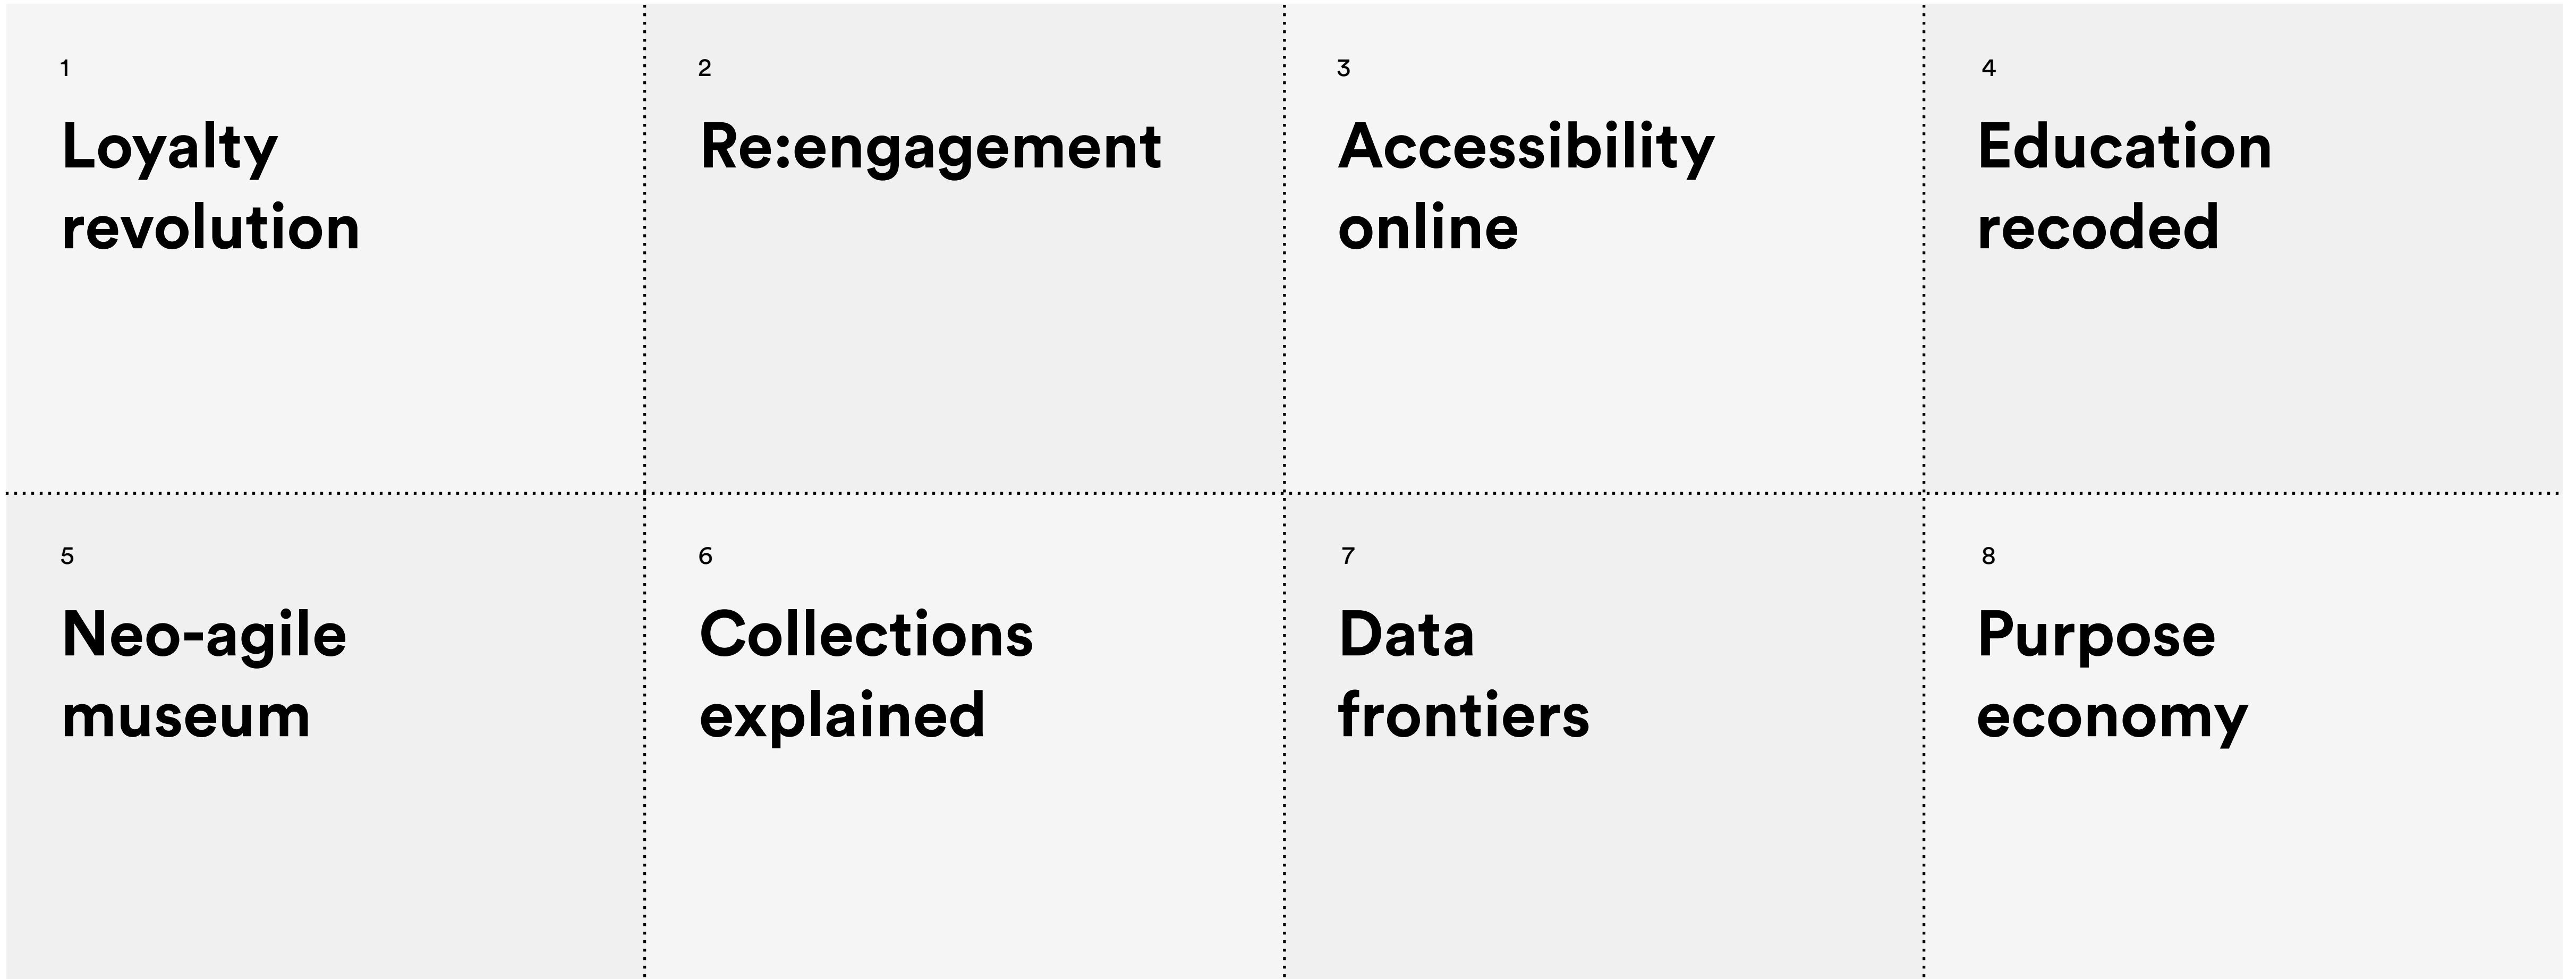 1
Loyalty
revolution
2
Re:engagement
3
Accessibility
online
4
Education
recoded
5
Neo-agile
museum
6
Collections
explained
7
Data
frontiers
8
Purpose
economy